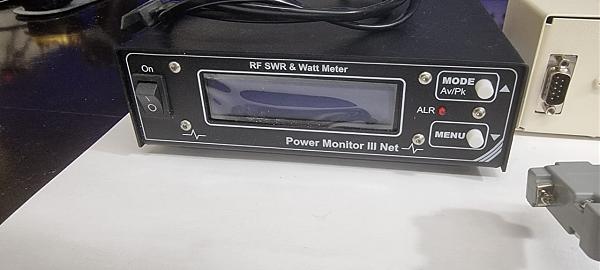 RF SWR & Watt Meter
On
MODE
Av/Pk
ALR
MENU
Power Monitor III Net